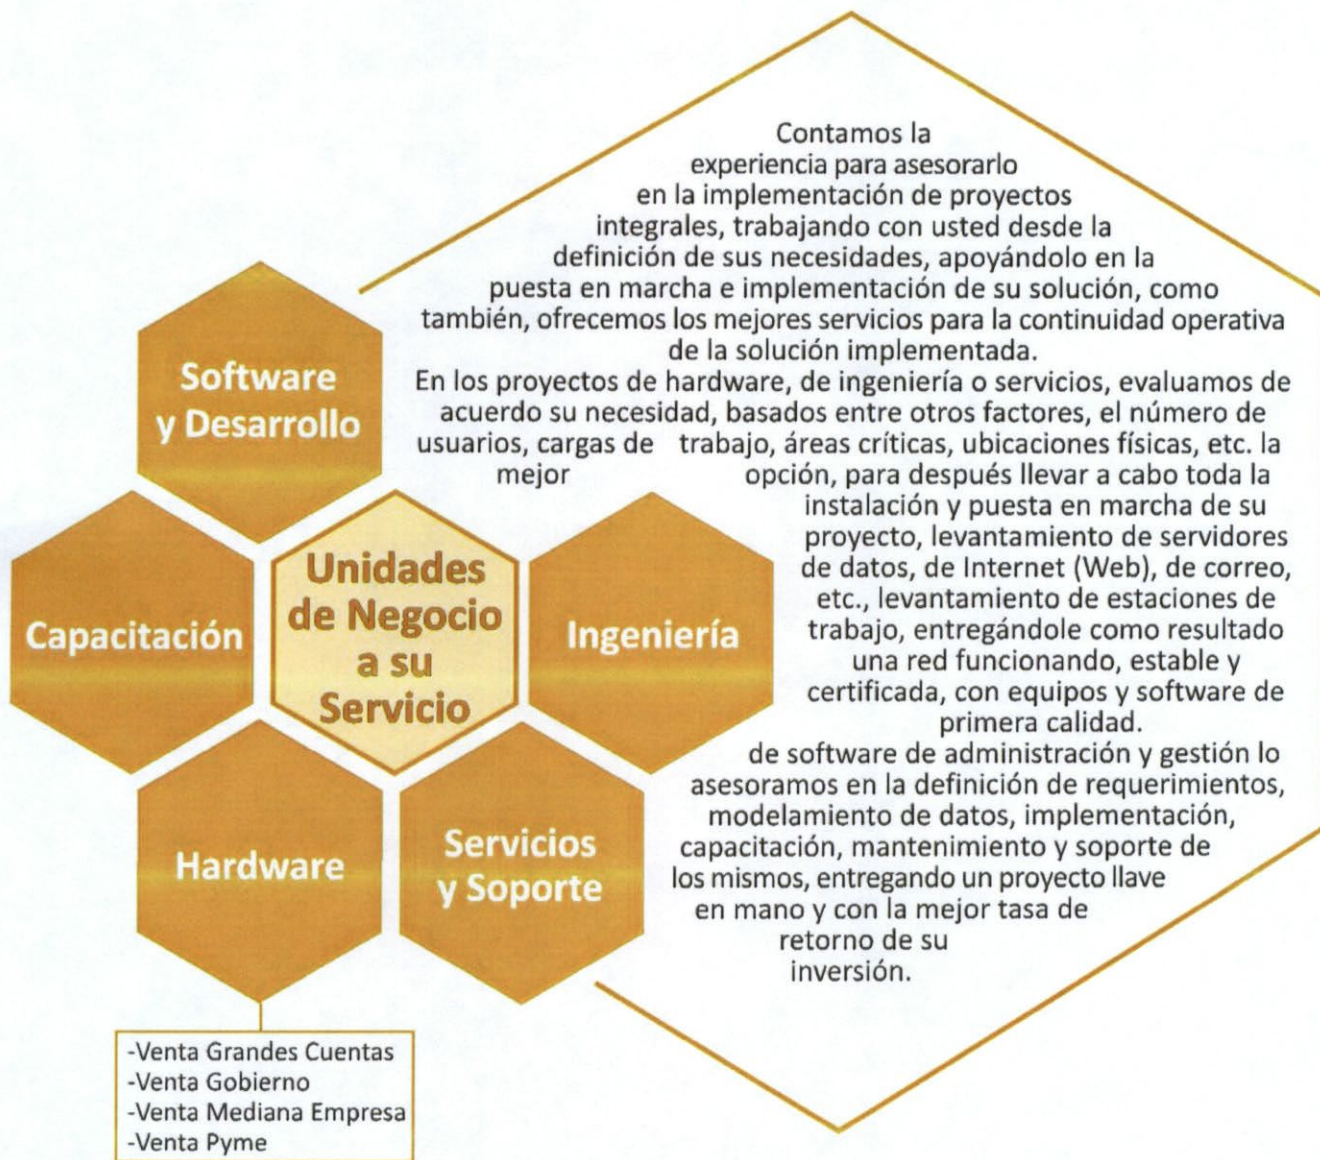 Contamos la
experiencia para asesorarlo
en la implementación de proyectos
integrales, trabajando con usted desde la
definición de sus necesidades, apoyándolo en la
puesta en marcha e implementación de su solución, como
también, ofrecemos los mejores servicios para la continuidad operativa
de la solución implementada.
En los proyectos de hardware, de ingeniería o servicios, evaluamos de
acuerdo su necesidad, basados entre otros factores, el número de
usuarios, cargas de trabajo, áreas críticas, ubicaciones físicas, etc. la
mejor opción, para después llevar a cabo toda la
instalación y puesta en marcha de su
proyecto, levantamiento de servidores
de datos, de Internet (Web), de correo,
etc., levantamiento de estaciones de
trabajo, entregándole como resultado
una red funcionando, estable y
certificada, con equipos y software de
primera calidad.
de software de administración y gestión lo
asesoramos en la definición de requerimientos,
modelamiento de datos, implementación,
capacitación, mantenimiento y soporte de
los mismos, entregando un proyecto llave
en mano y con la mejor tasa de
retorno de su
inversión.
Software
y Desarrollo
Capacitación
Unidades
de Negocio
a su
Servicio
Ingeniería
Hardware
Servicios
y Soporte
-Venta Grandes Cuentas
-Venta Gobierno
-Venta Mediana Empresa
-Venta Pyme